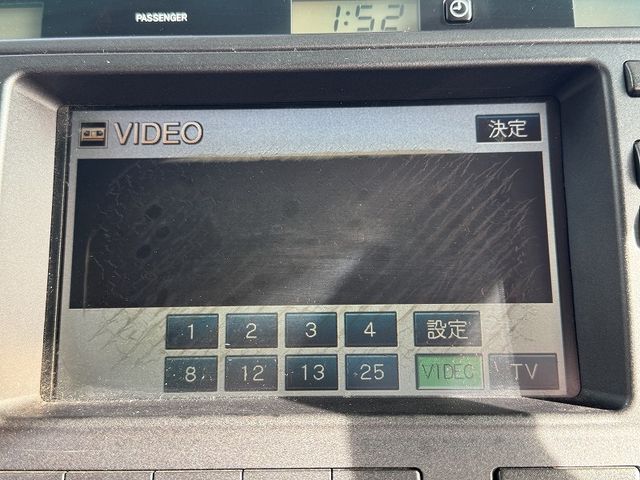 PASSENGER
1:52
VIDEO
決定
1 2 3 4 設定
8 12 13 25 VIDEO TV